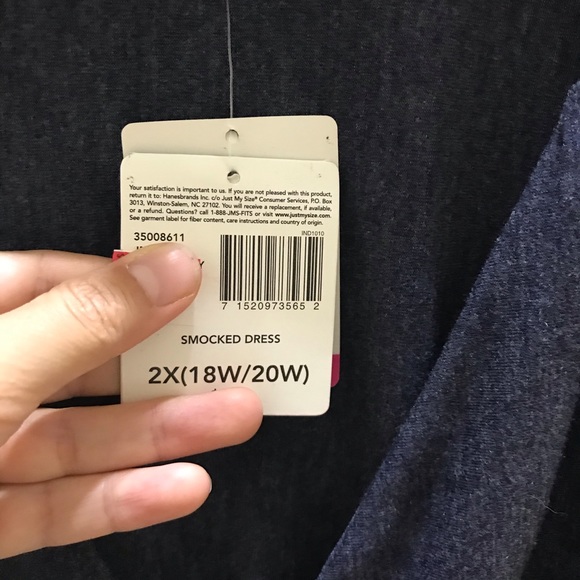 Your satisfaction is important to us. If you are not pleased with this product,
return it to: Hanesbrands Inc. c/o Just My Size® Consumer Services, P.O. Box
3013, Winston-Salem, NC 27102. You will receive a replacement, if available,
or a refund. Questions? call 1-888-JMS-FITS or visit www.justmysize.com.
See garment label for fiber content, care instructions and country of origin.
35008611
IND1010
7 1520973565 2
SMOCKED DRESS
2X(18W/20W)